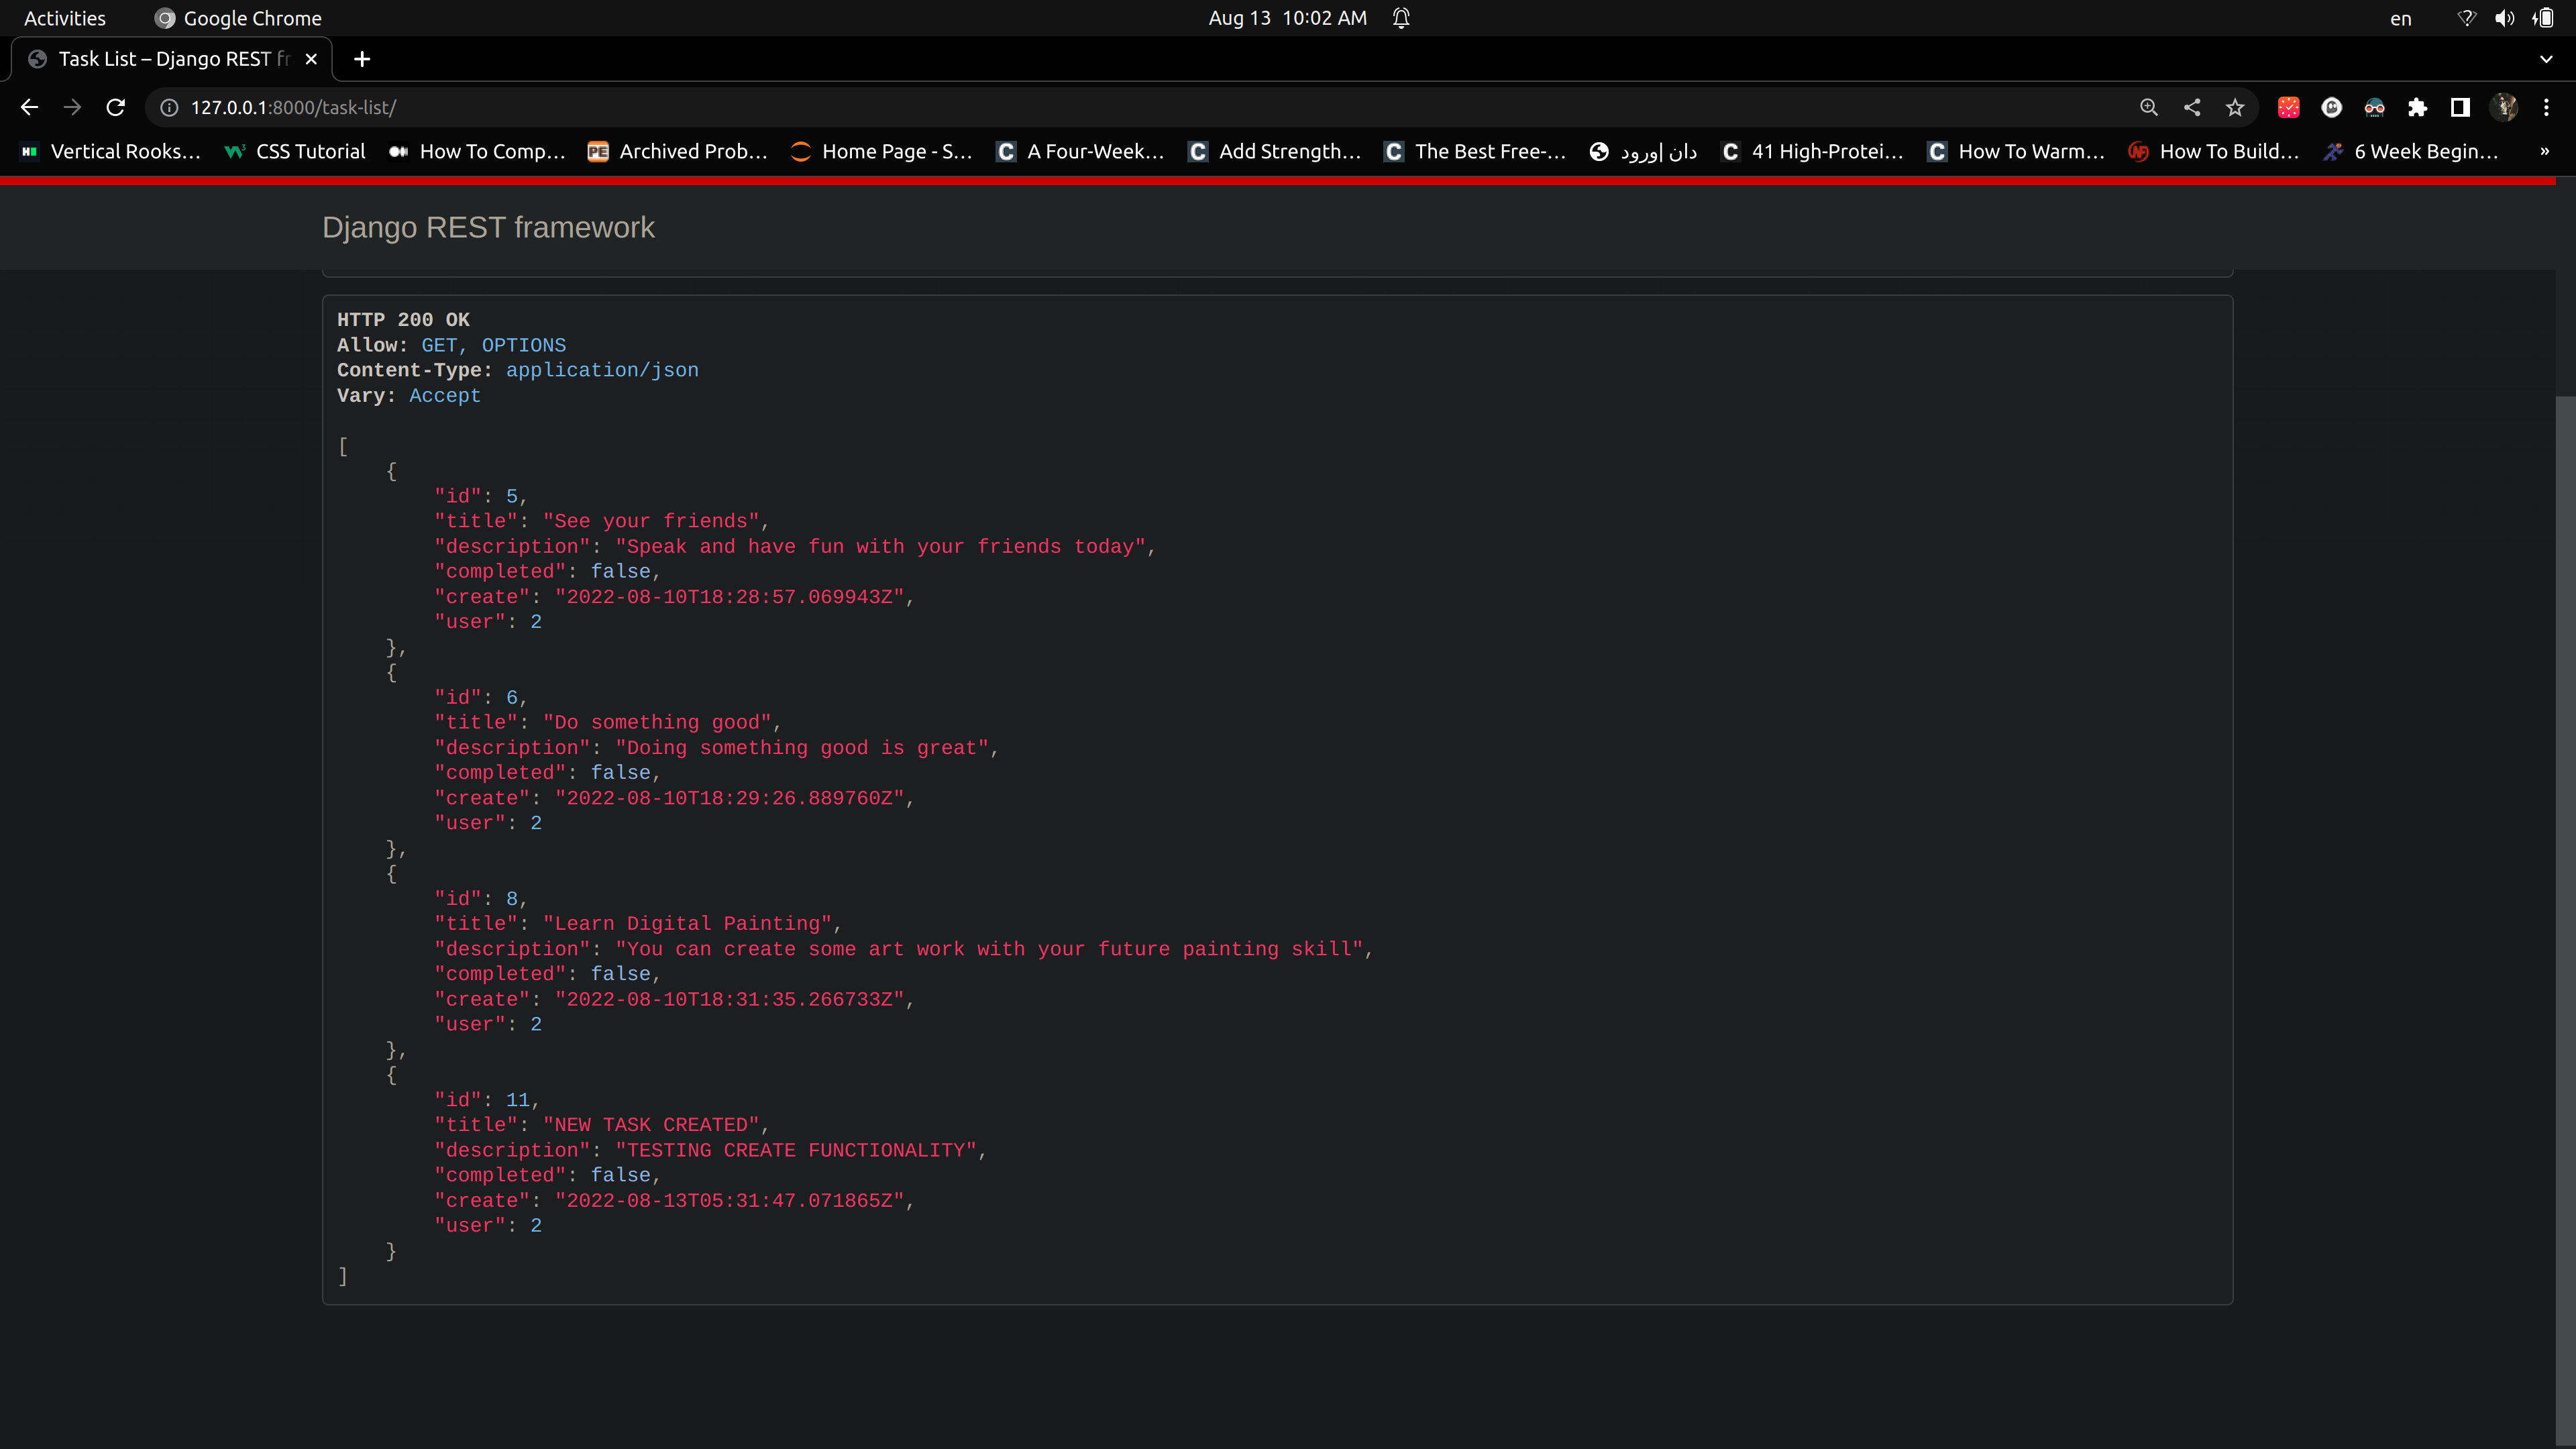 Activities Google Chrome Aug 13 10:02 AM en
Task List – Django REST fr
127.0.0.1:8000/task-list/
Vertical Rooks… CSS Tutorial How To Comp… PE Archived Prob… Home Page - S… C A Four-Week… C Add Strength… C The Best Free-… دان |ورود C 41 High-Protei… C How To Warm… NF How To Build… 6 Week Begin… »
Django REST framework
HTTP 200 OK
Allow: GET, OPTIONS
Content-Type: application/json
Vary: Accept
[
    {
        "id": 5,
        "title": "See your friends",
        "description": "Speak and have fun with your friends today",
        "completed": false,
        "create": "2022-08-10T18:28:57.069943Z",
        "user": 2
    },
    {
        "id": 6,
        "title": "Do something good",
        "description": "Doing something good is great",
        "completed": false,
        "create": "2022-08-10T18:29:26.889760Z",
        "user": 2
    },
    {
        "id": 8,
        "title": "Learn Digital Painting",
        "description": "You can create some art work with your future painting skill",
        "completed": false,
        "create": "2022-08-10T18:31:35.266733Z",
        "user": 2
    },
    {
        "id": 11,
        "title": "NEW TASK CREATED",
        "description": "TESTING CREATE FUNCTIONALITY",
        "completed": false,
        "create": "2022-08-13T05:31:47.071865Z",
        "user": 2
    }
]